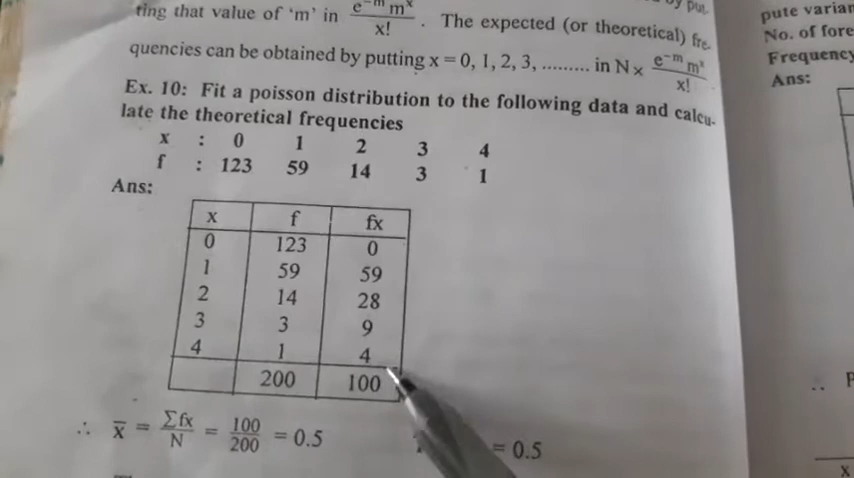 ting that value of 'm' in e⁻ᵐ mˣ / x! . The expected (or theoretical) fre-
quencies can be obtained by putting x = 0, 1, 2, 3, ......... in N × e⁻ᵐ mˣ / x!
Ex. 10: Fit a poisson distribution to the following data and calcu-
late the theoretical frequencies
x : 0 1 2 3 4
f : 123 59 14 3 1
Ans:
x f fx
0 123 0
1 59 59
2 14 28
3 3 9
4 1 4
200 100
∴ x̄ = Σfx / N = 100 / 200 = 0.5
= 0.5
pute varian
No. of fore
Frequency
Ans:
∴ P
x